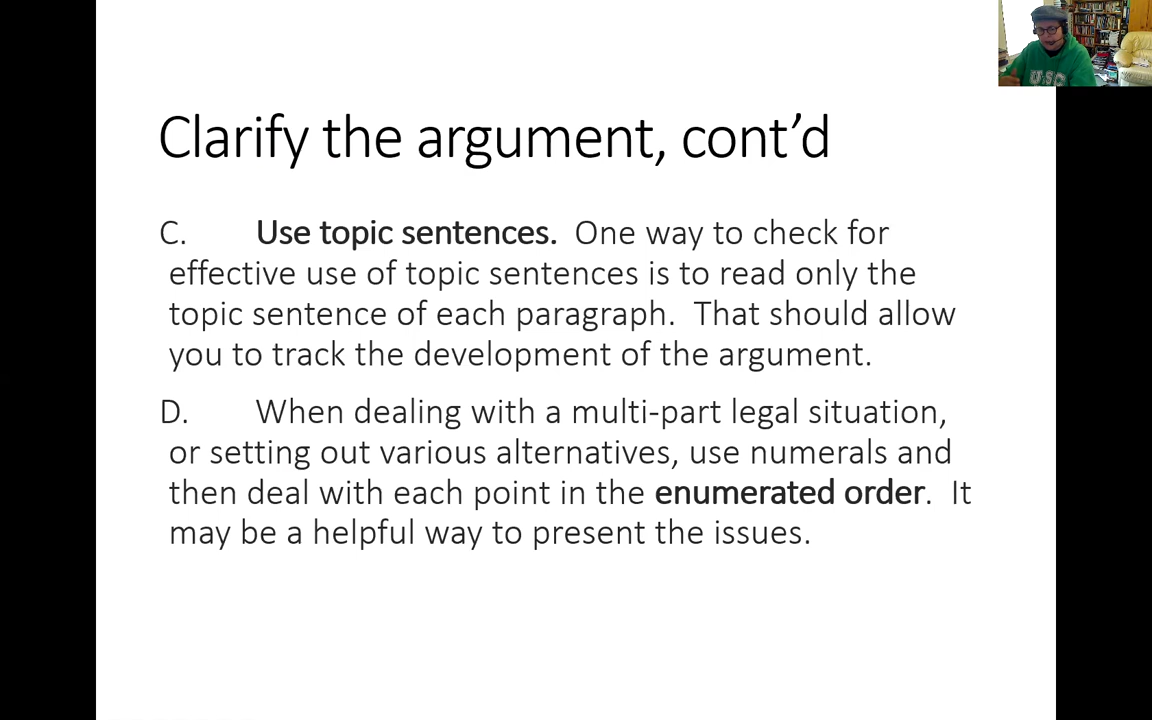 Clarify the argument, cont’d
C. Use topic sentences. One way to check for
effective use of topic sentences is to read only the
topic sentence of each paragraph. That should allow
you to track the development of the argument.
D. When dealing with a multi-part legal situation,
or setting out various alternatives, use numerals and
then deal with each point in the enumerated order. It
may be a helpful way to present the issues.
USC